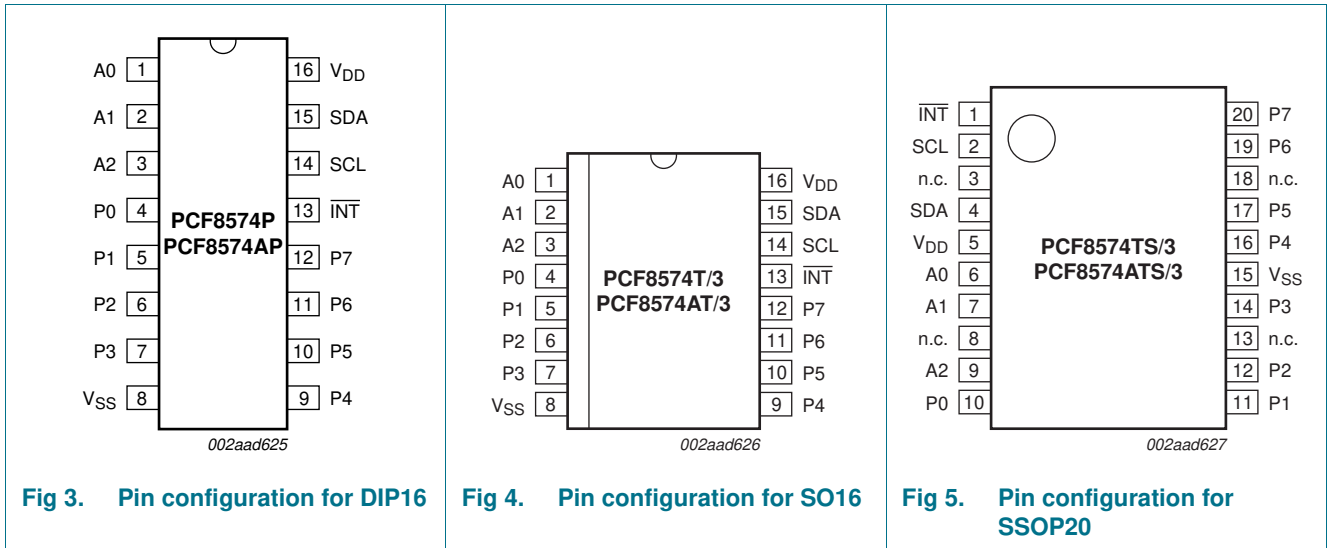 A0 1
16 VDD
A1 2
15 SDA
A2 3
14 SCL
P0 4
13 INT
P1 5
12 P7
P2 6
11 P6
P3 7
10 P5
VSS 8
9 P4
PCF8574P
PCF8574AP
002aad625
Fig 3. Pin configuration for DIP16
A0 1
16 VDD
A1 2
15 SDA
A2 3
14 SCL
P0 4
13 INT
P1 5
12 P7
P2 6
11 P6
P3 7
10 P5
VSS 8
9 P4
PCF8574T/3
PCF8574AT/3
002aad626
Fig 4. Pin configuration for SO16
INT 1
20 P7
SCL 2
19 P6
n.c. 3
18 n.c.
SDA 4
17 P5
VDD 5
16 P4
A0 6
15 VSS
A1 7
14 P3
n.c. 8
13 n.c.
A2 9
12 P2
P0 10
11 P1
PCF8574TS/3
PCF8574ATS/3
002aad627
Fig 5. Pin configuration for
SSOP20